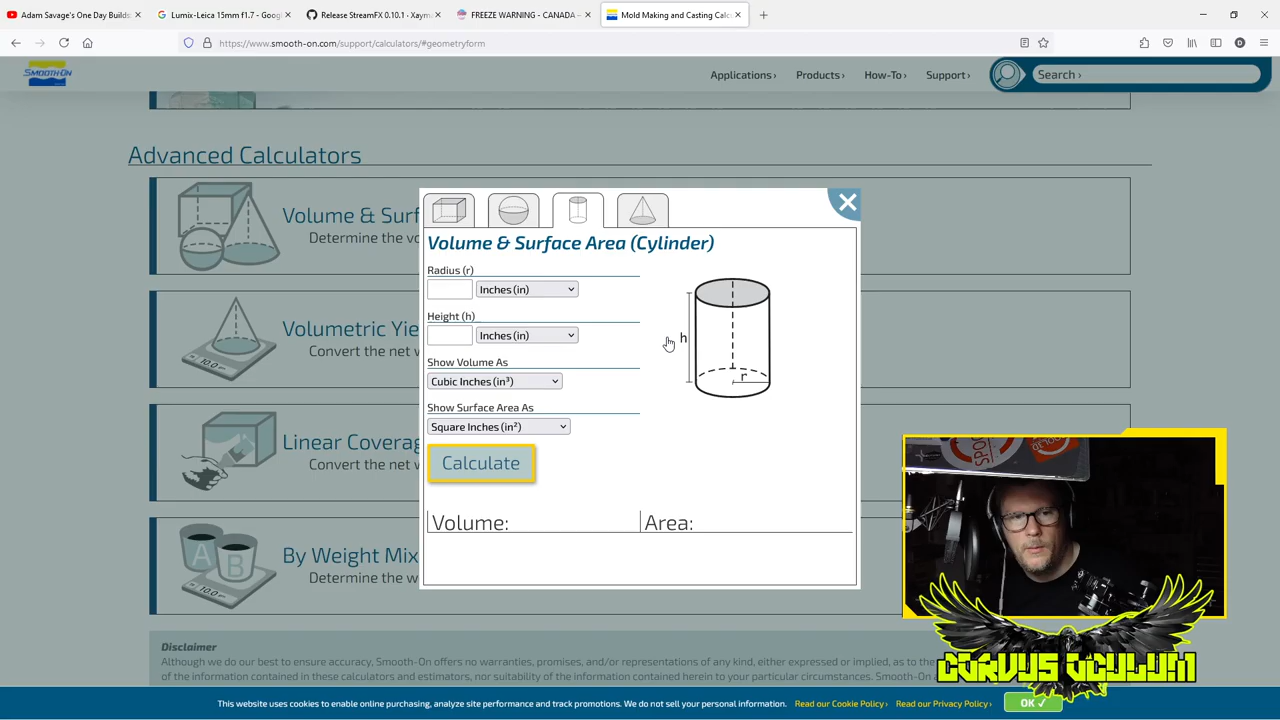 Adam Savage's One Day Builds:
Lumix-Leica 15mm f1.7 - Goog
Release StreamFX 0.10.1 · Xaym
FREEZE WARNING - CANADA –
Mold Making and Casting Calc
https://www.smooth-on.com/support/calculators/#geometryform
SMOOTH-ON
Applications› Products› How-To› Support› Search ›
Advanced Calculators
Volume & Surf
Determine the vo
Volumetric Yie
Convert the net w
10.0
Linear Coverag
Convert the net w
A B
By Weight Mix
Determine the w
10.0
Volume & Surface Area (Cylinder)
Radius (r)
Inches (in)
Height (h)
Inches (in)
Show Volume As
Cubic Inches (in³)
Show Surface Area As
Square Inches (in²)
Calculate
h
r
Volume: Area:
CORVUS OCULUM
Disclaimer
Although we do our best to ensure accuracy, Smooth-On offers no warranties, promises, and/or representations of any kind, either expressed or implied, as to the
of the information contained in these calculators and estimators, nor suitability of the information contained herein to your particular circumstances. Smooth-On a
This website uses cookies to enable online purchasing, analyze site performance and track promotions. We do not sell your personal information. Read our Cookie Policy› Read our Privacy Policy› OK ✓